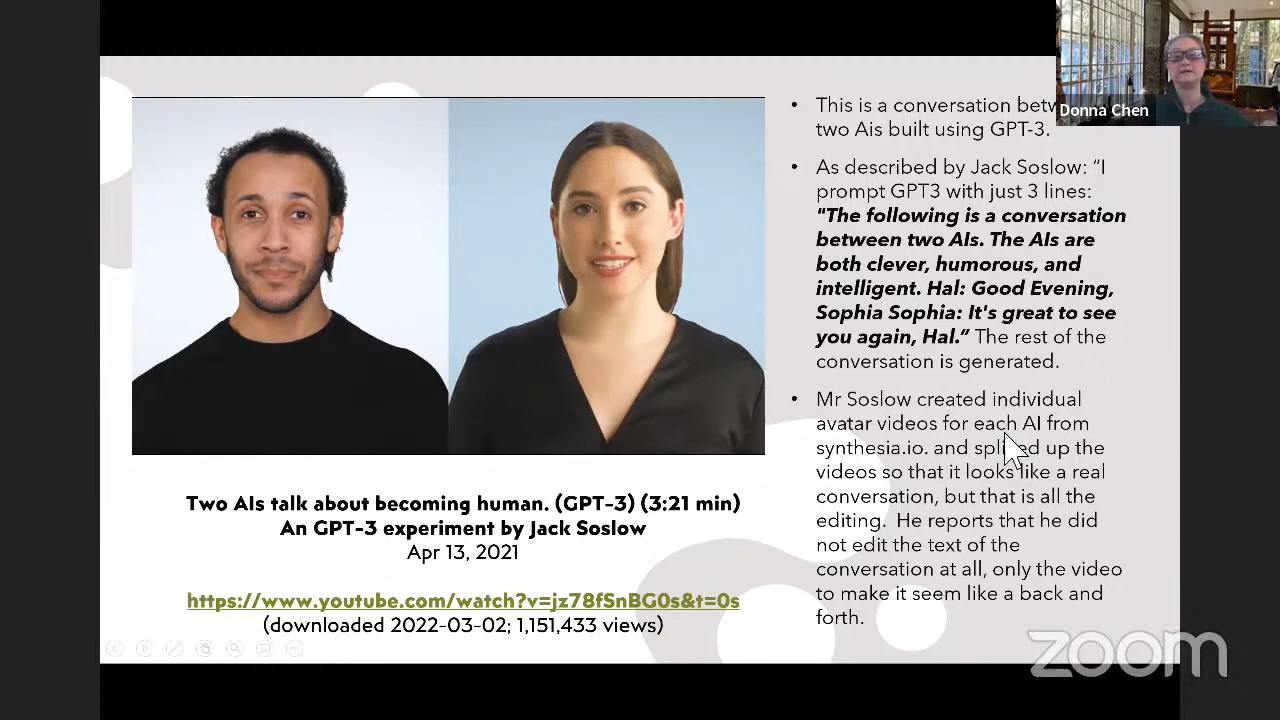 Donna Chen
• This is a conversation
two Ais built using GPT-3.
• As described by Jack Soslow: “I
prompt GPT3 with just 3 lines:
"The following is a conversation
between two AIs. The AIs are
both clever, humorous, and
intelligent. Hal: Good Evening,
Sophia Sophia: It's great to see
you again, Hal.” The rest of the
conversation is generated.
• Mr Soslow created individual
avatar videos for each AI from
synthesia.io. and up the
videos so that it looks like a real
conversation, but that is all the
editing. He reports that he did
not edit the text of the
conversation at all, only the video
to make it seem like a back and
forth.
Two AIs talk about becoming human. (GPT-3) (3:21 min)
An GPT-3 experiment by Jack Soslow
Apr 13, 2021
https://www.youtube.com/watch?v=jz78fSnBG0s&t=0s
(downloaded 2022-03-02; 1,151,433 views)
zoom